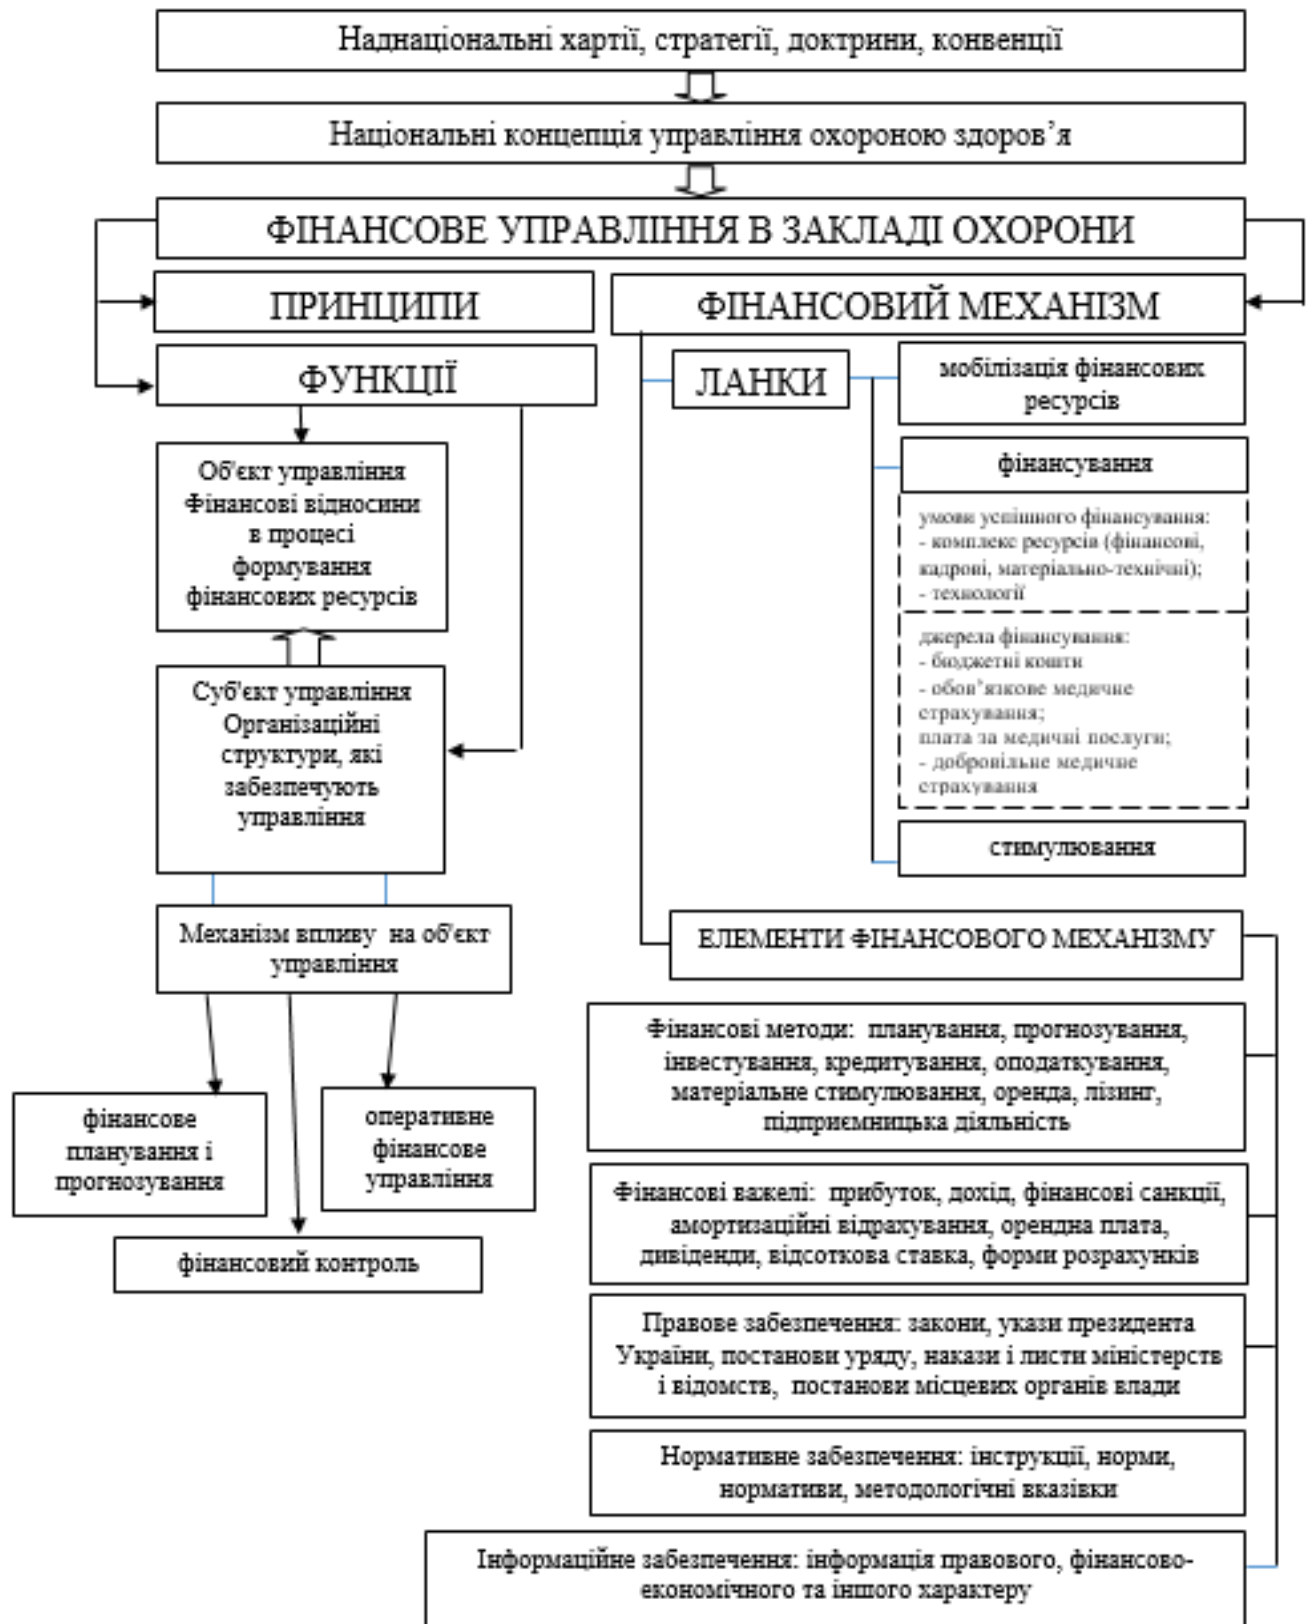 Наднаціональні хартії, стратегії, доктрини, конвенції
Національні концепція управління охороною здоров’я
ФІНАНСОВЕ УПРАВЛІННЯ В ЗАКЛАДІ ОХОРОНИ
ПРИНЦИПИ
ФУНКЦІЇ
Об'єкт управління
Фінансові відносини
в процесі
формування
фінансових ресурсів
Суб'єкт управління
Організаційні
структури, які
забезпечують
управління
Механізм впливу на об'єкт
управління
фінансове
планування і
прогнозування
оперативне
фінансове
управління
фінансовий контроль
ФІНАНСОВИЙ МЕХАНІЗМ
ЛАНКИ
мобілізація фінансових
ресурсів
фінансування
умови успішного фінансування:
- комплекс ресурсів (фінансові,
кадрові, матеріально-технічні);
- технології
джерела фінансування:
- бюджетні кошти
- обов’язкове медичне
страхування;
плата за медичні послуги;
- добровільне медичне
страхування
стимулювання
ЕЛЕМЕНТИ ФІНАНСОВОГО МЕХАНІЗМУ
Фінансові методи: планування, прогнозування,
інвестування, кредитування, оподаткування,
матеріальне стимулювання, оренда, лізинг,
підприємницька діяльність
Фінансові важелі: прибуток, дохід, фінансові санкції,
амортизаційні відрахування, орендна плата,
дивіденди, відсоткова ставка, форми розрахунків
Правове забезпечення: закони, укази президента
України, постанови уряду, накази і листи міністерств
і відомств, постанови місцевих органів влади
Нормативне забезпечення: інструкції, норми,
нормативи, методологічні вказівки
Інформаційне забезпечення: інформація правового, фінансово-
економічного та іншого характеру